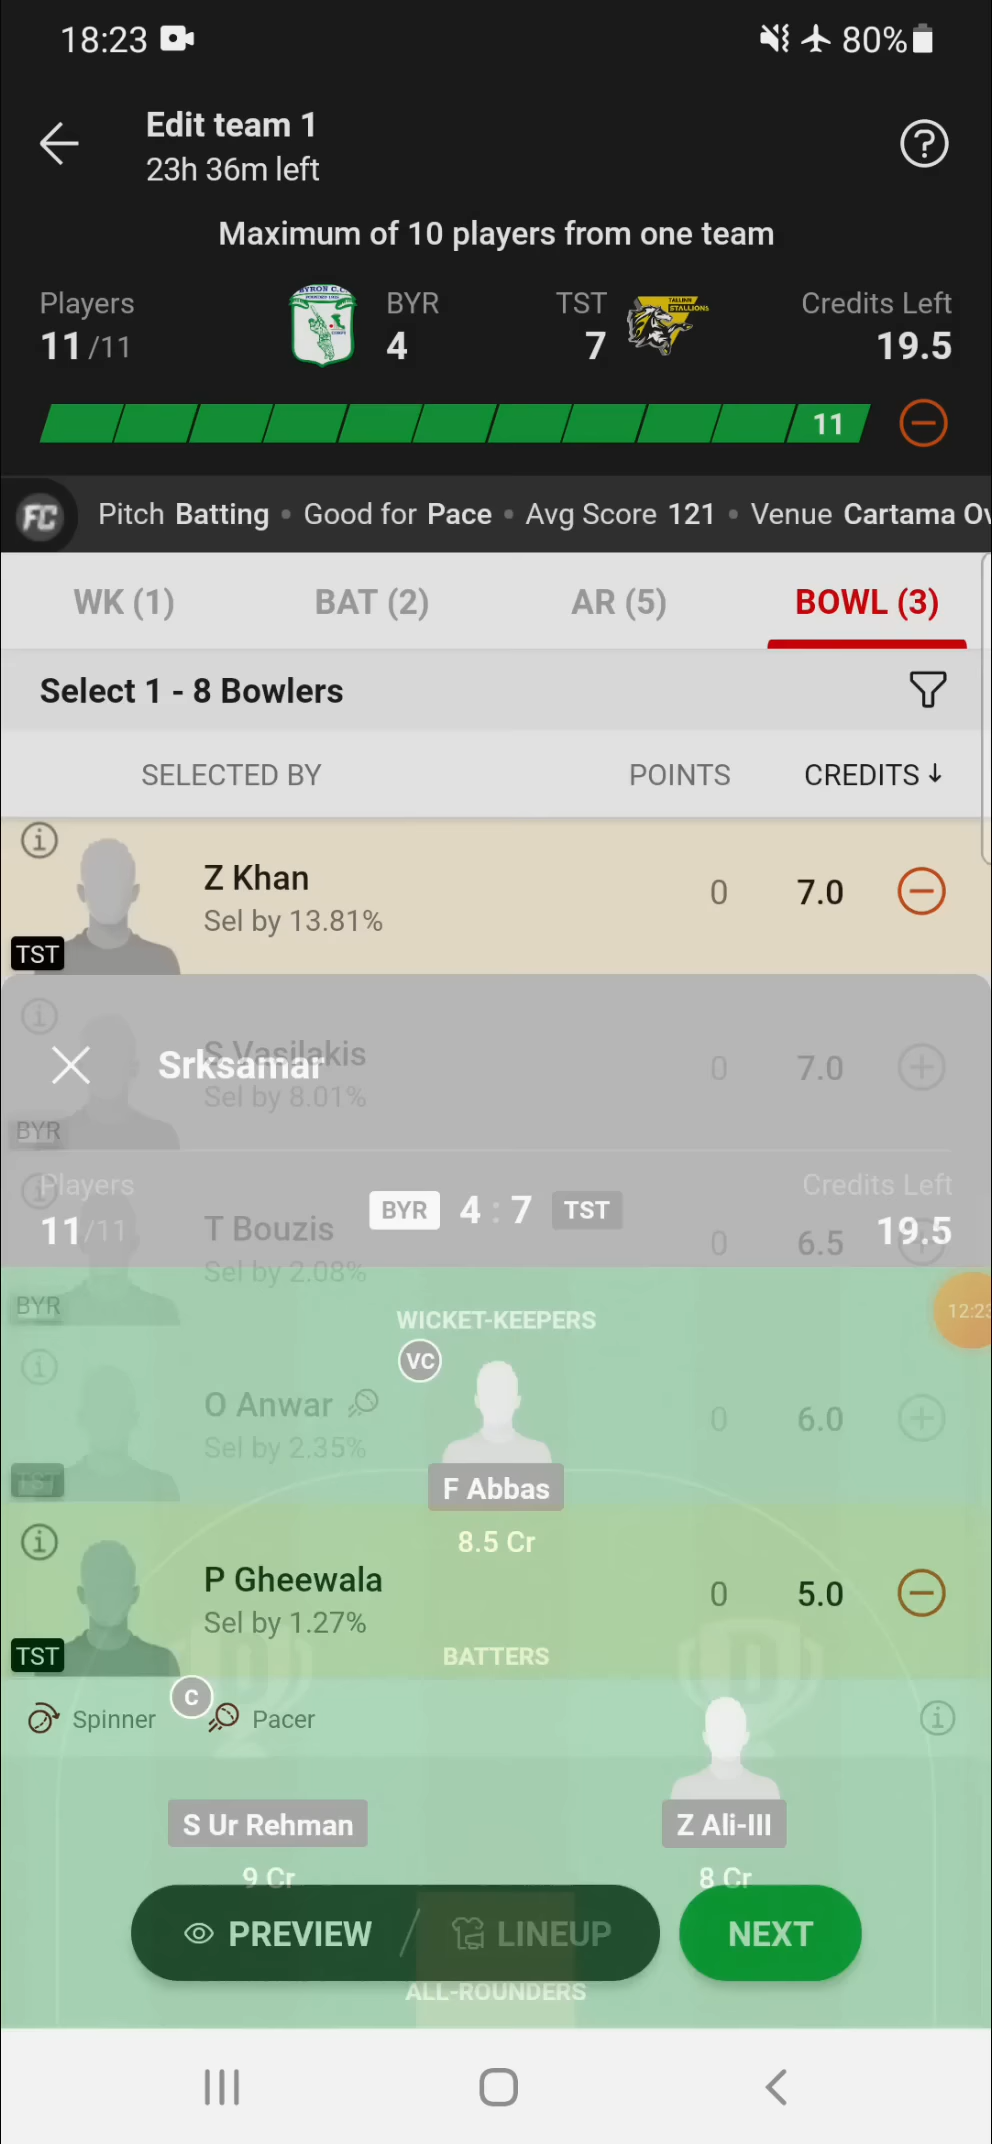 18:23 80%
Edit team 1
23h 36m left
Maximum of 10 players from one team
Players BYR TST Credits Left
11/11 4 7 19.5
BYRON C.C.
TALLINN STALLIONS
11
FC Pitch Batting • Good for Pace • Avg Score 121 • Venue Cartama Ov
WK (1) BAT (2) AR (5) BOWL (3)
Select 1 - 8 Bowlers
SELECTED BY POINTS CREDITS ↓
Z Khan 0 7.0
Sel by 13.81%
TST
S Vasilakis 0 7.0
Srksamar
Sel by 8.01%
BYR
Players Credits Left
11/11 BYR 4 : 7 TST 19.5
T Bouzis 0 6.5
Sel by 2.08%
BYR
12:23
WICKET-KEEPERS
VC
O Anwar 0 6.0
Sel by 2.35%
TST
F Abbas
8.5 Cr
P Gheewala 0 5.0
Sel by 1.27%
TST
BATTERS
C
Spinner Pacer
S Ur Rehman Z Ali-III
9 Cr 8 Cr
PREVIEW / LINEUP NEXT
ALL-ROUNDERS